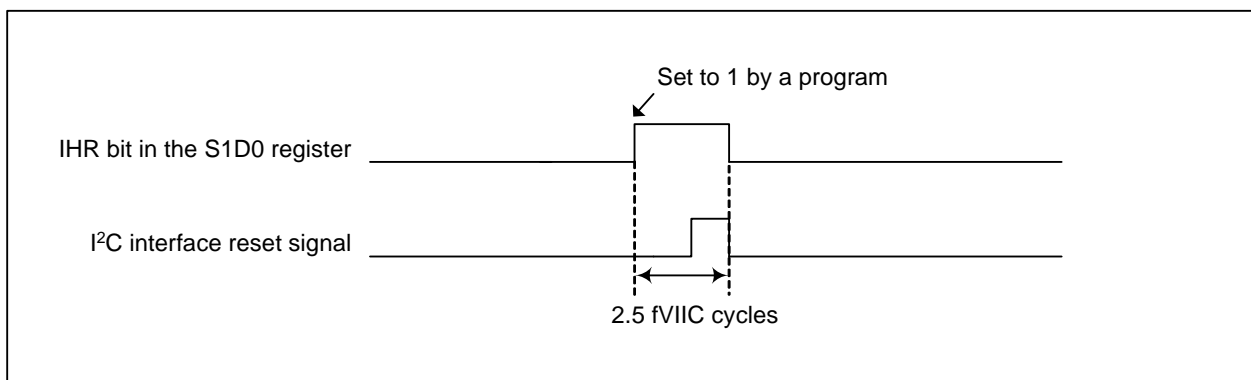 Set to 1 by a program
IHR bit in the S1D0 register
I²C interface reset signal
2.5 fVIIC cycles